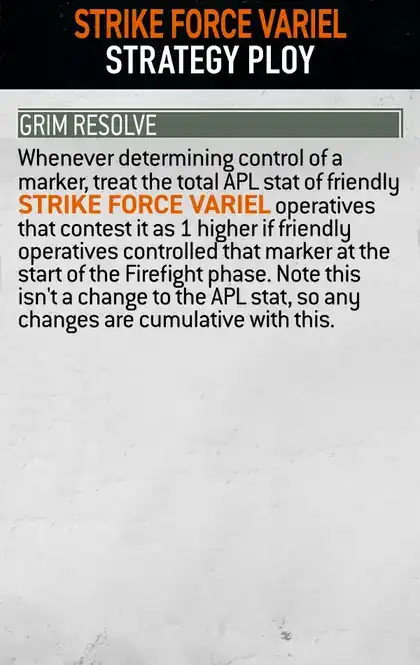 STRIKE FORCE VARIEL
STRATEGY PLOY
GRIM RESOLVE
Whenever determining control of a
marker, treat the total APL stat of friendly
STRIKE FORCE VARIEL operatives
that contest it as 1 higher if friendly
operatives controlled that marker at the
start of the Firefight phase. Note this
isn't a change to the APL stat, so any
changes are cumulative with this.